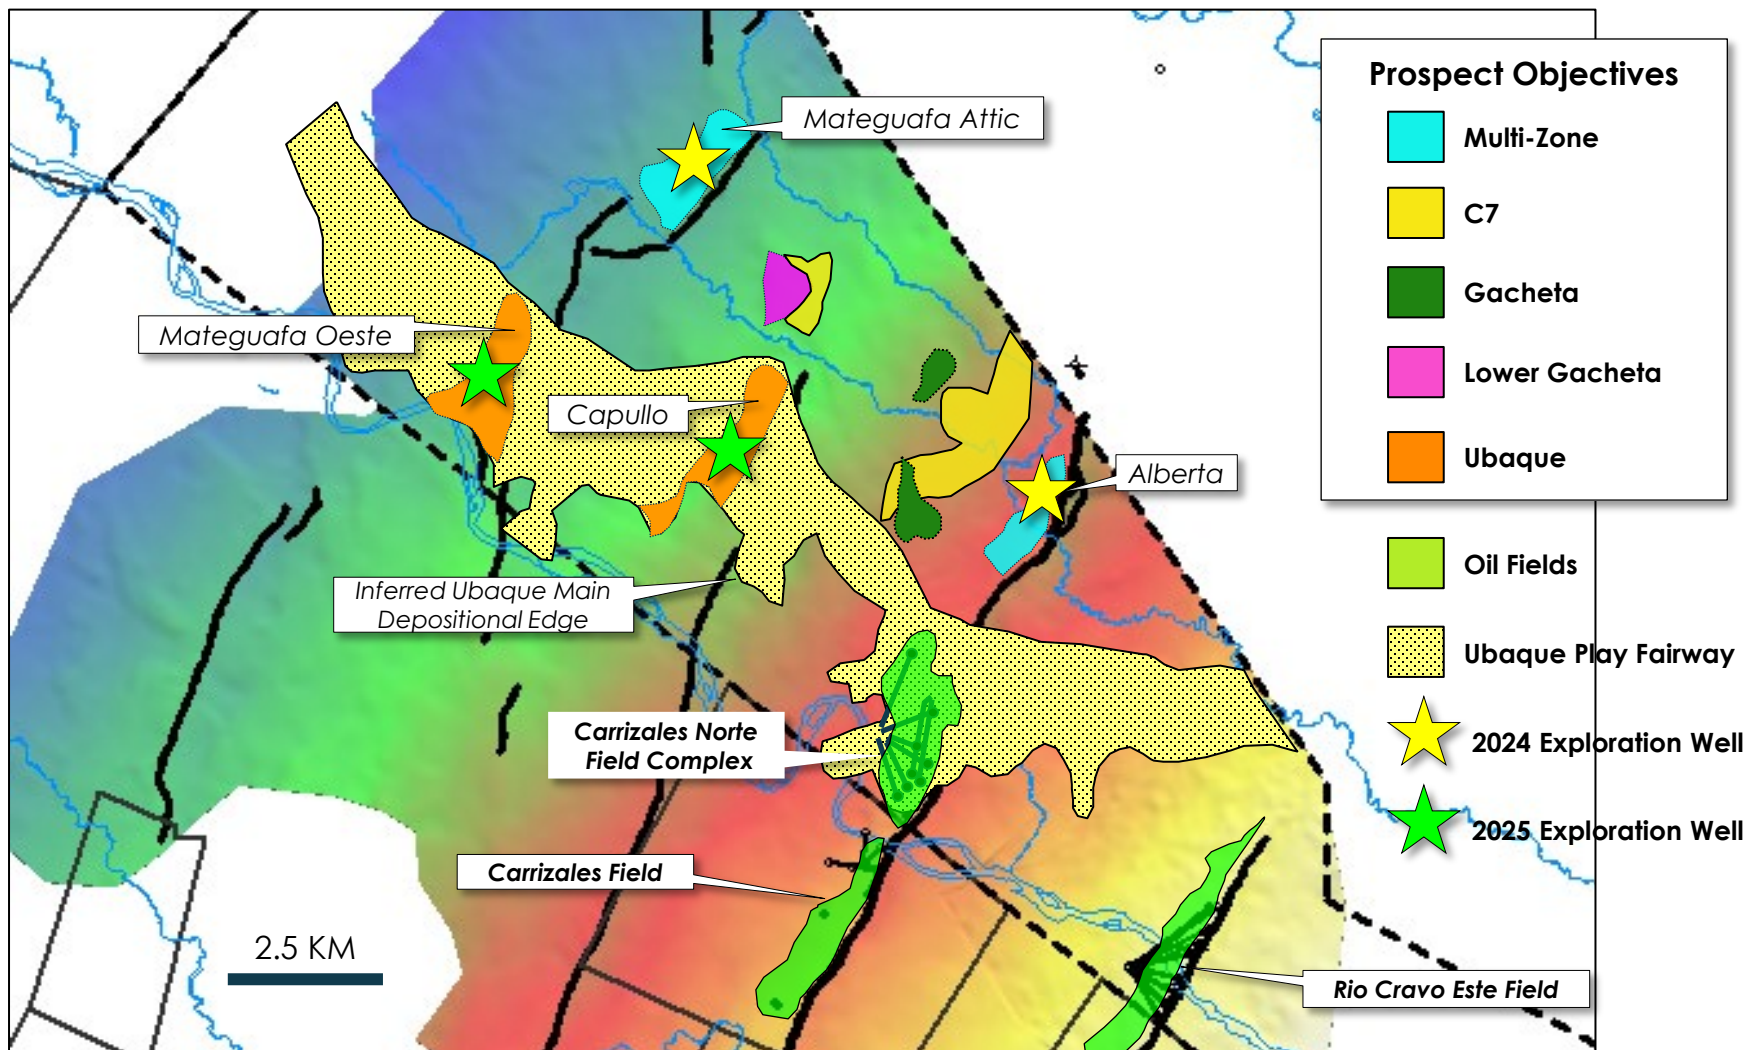 Prospect Objectives
Multi-Zone
C7
Gacheta
Lower Gacheta
Ubaque
Oil Fields
Ubaque Play Fairway
2024 Exploration Well
2025 Exploration Well
Mateguafa Attic
Mateguafa Oeste
Capullo
Alberta
Inferred Ubaque Main
Depositional Edge
Carrizales Norte
Field Complex
Carrizales Field
2.5 KM
Rio Cravo Este Field